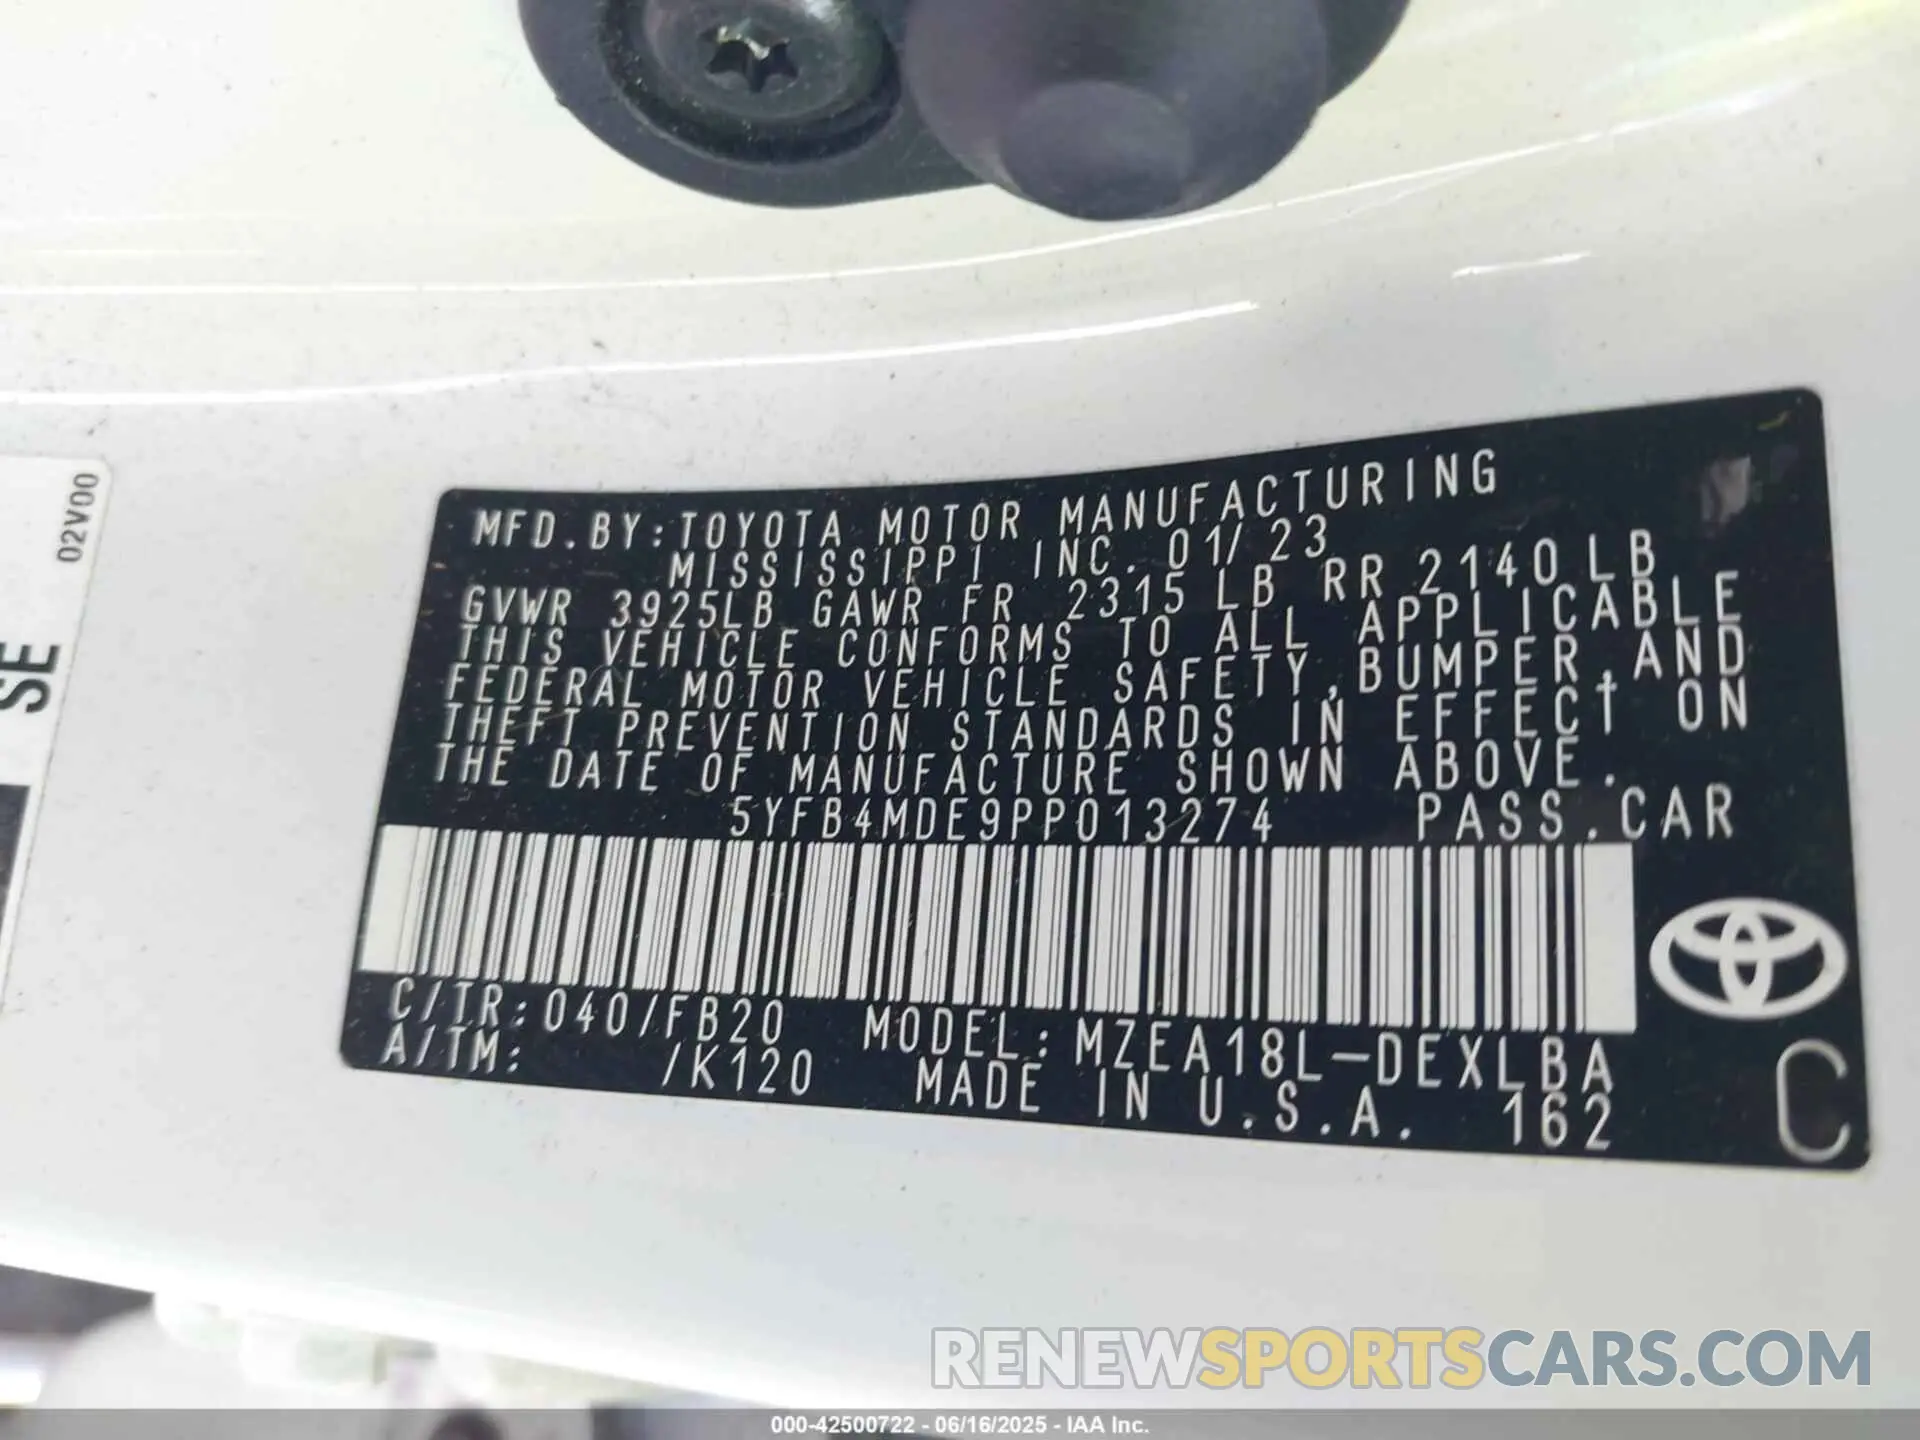 MFD.BY:TOYOTA MOTOR MANUFACTURING
MISSISSIPPI INC. 01/23
GVWR 3925LB GAWR FR 2315LB RR 2140LB
THIS VEHICLE CONFORMS TO ALL APPLICABLE
FEDERAL MOTOR VEHICLE SAFETY,BUMPER,AND
THEFT PREVENTION STANDARDS IN EFFECT ON
THE DATE OF MANUFACTURE SHOWN ABOVE.
5YFB4MDE9PP013274 PASS.CAR
C/TR:040/FB20 MODEL:MZEA18L-DEXLBA
A/TM: /K120 MADE IN U.S.A. 162
C
02V00
SE
RENEWSPORTSCARS.COM
000-42500722 - 06/16/2025 - IAA Inc.